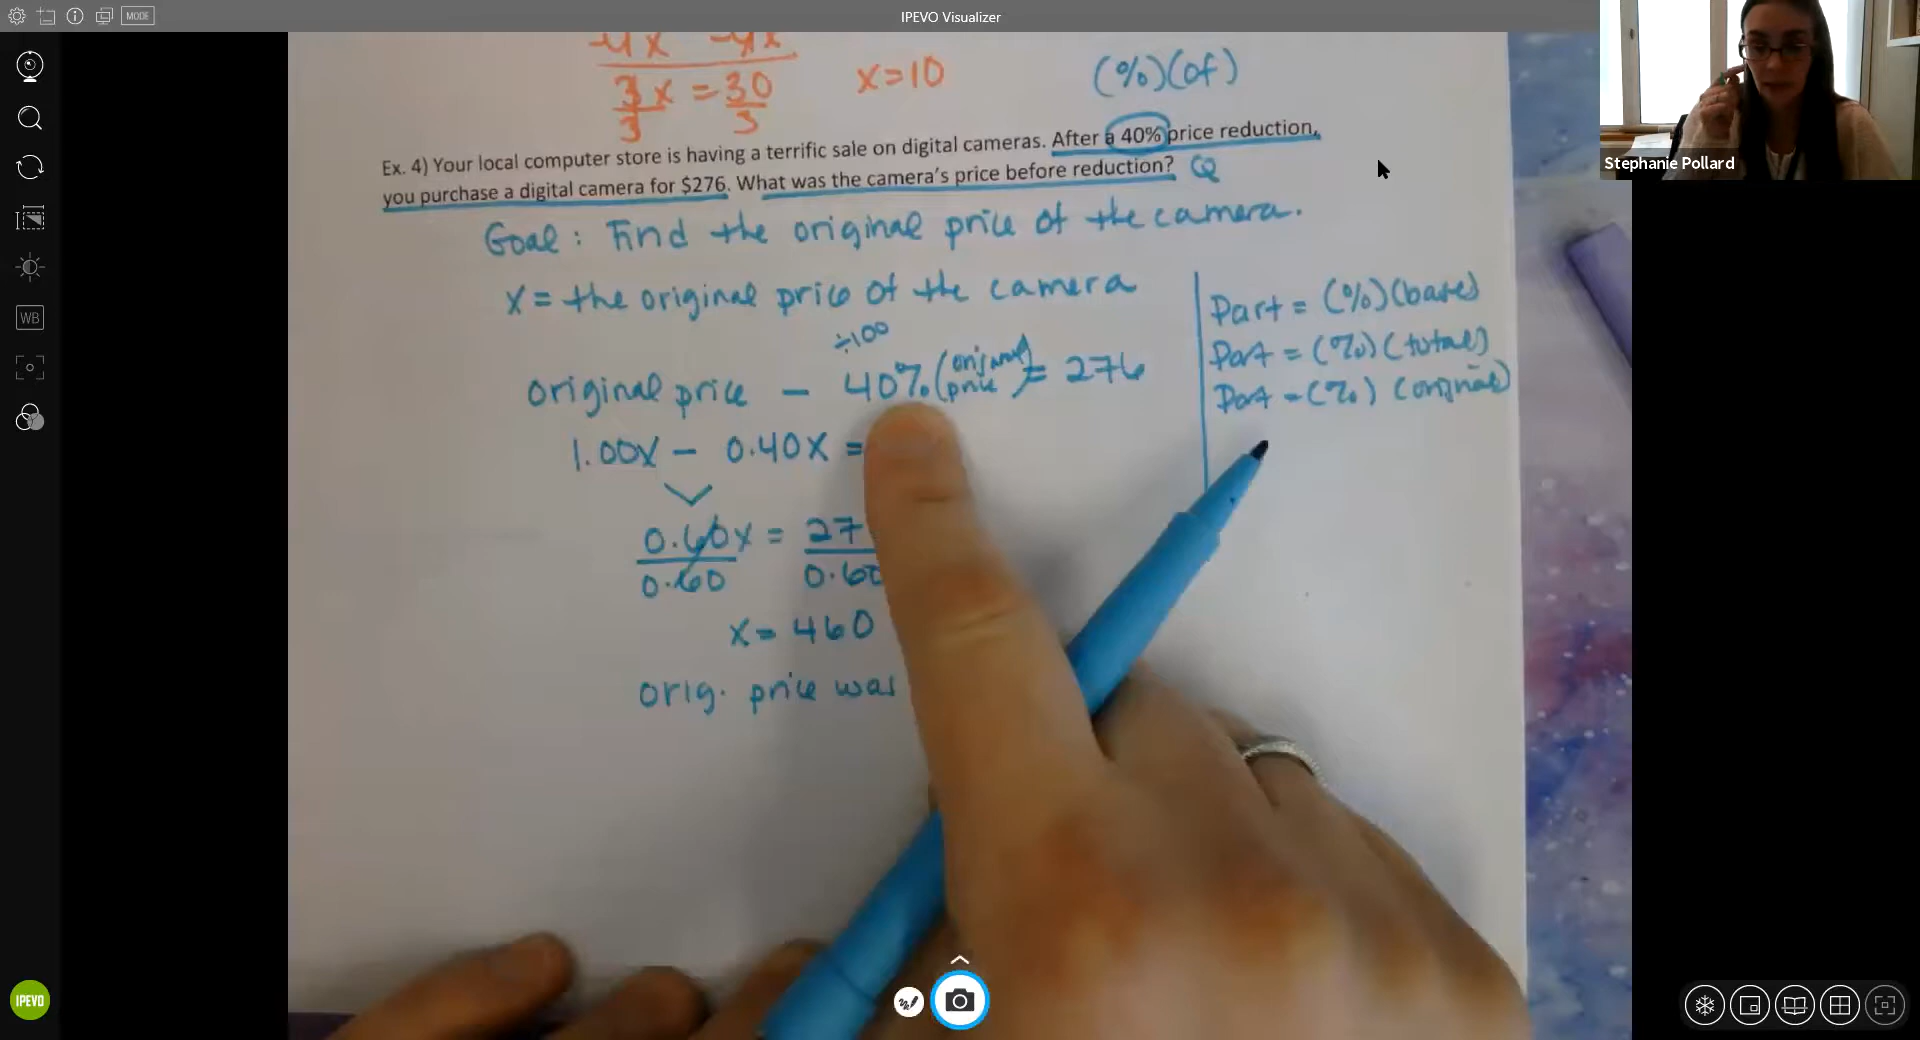 MODE
IPEVO Visualizer
-4x -4x
3x = 30
3 3
x=10
(%)(of)
Ex. 4) Your local computer store is having a terrific sale on digital cameras. After a 40% price reduction,
you purchase a digital camera for $276. What was the camera's price before reduction? Q
Stephanie Pollard
Goal: Find the original price of the camera.
x = the original price of the camera
÷100
original price - 40% (original price) = 276
1.00x - 0.40x =
0.60x = 27
0.60 0.60
x = 460
orig. price was
Part = (%)(base)
Part = (%)(total)
Part = (%) (original)
WB
IPEVO